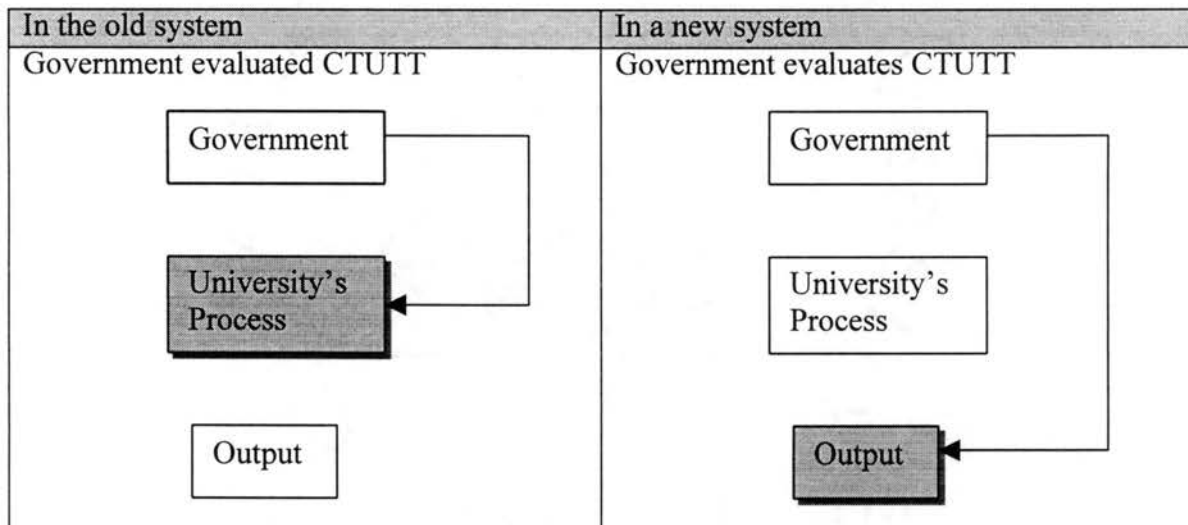 In the old system
Government evaluated CTUTT
Government
University’s
Process
Output
In a new system
Government evaluates CTUTT
Government
University’s
Process
Output